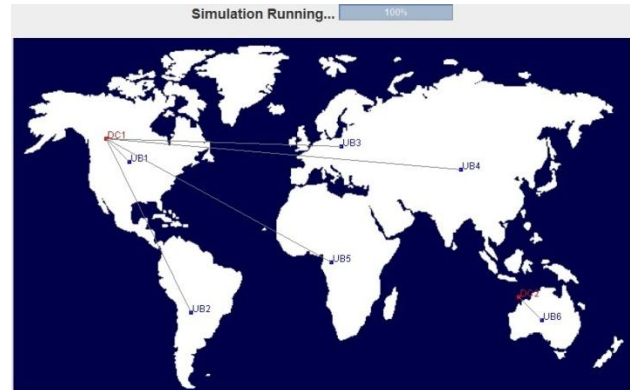 Simulation Running... 100%
DC1
UB1
UB3
UB4
UB5
DC2
UB2
UB6